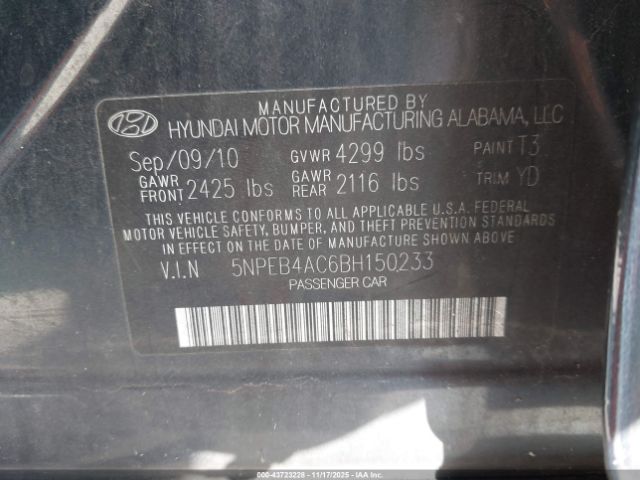 MANUFACTURED BY
HYUNDAI MOTOR MANUFACTURING ALABAMA, LLC
Sep/09/10 GVWR 4299 lbs PAINT T3
GAWR FRONT 2425 lbs GAWR REAR 2116 lbs TRIM YD
THIS VEHICLE CONFORMS TO ALL APPLICABLE U.S.A. FEDERAL
MOTOR VEHICLE SAFETY, BUMPER, AND THEFT PREVENTION STANDARDS
IN EFFECT ON THE DATE OF MANUFACTURE SHOWN ABOVE.
V.I.N 5NPEB4AC6BH150233
PASSENGER CAR
000-43723228 - 11/17/2025 - IAAI.COM